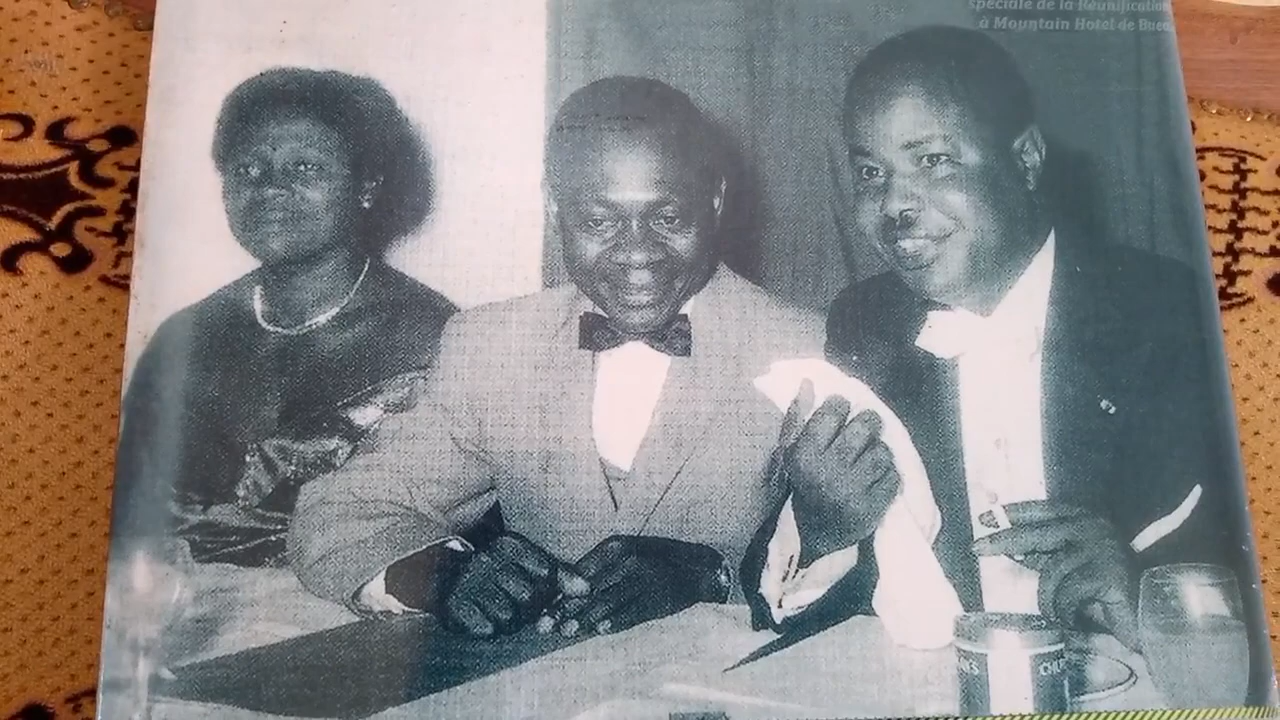 spéciale de la Réunification
à Mountain Hotel de Buea